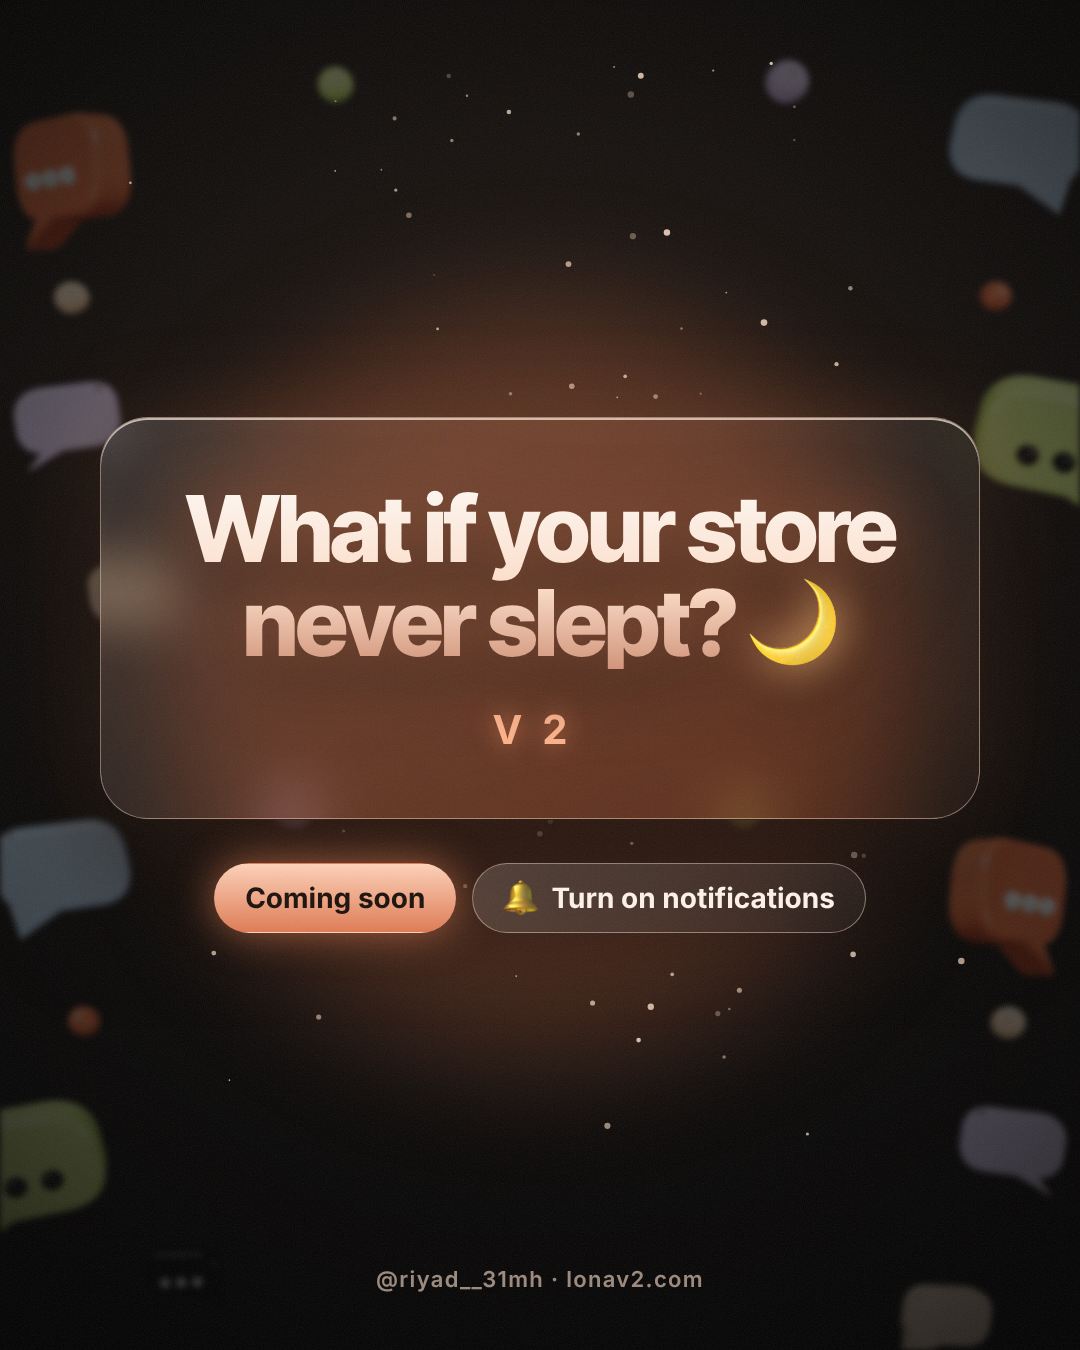 What if your store
never slept? 🌙
V 2
Coming soon
🔔 Turn on notifications
@riyad__31mh · lonav2.com